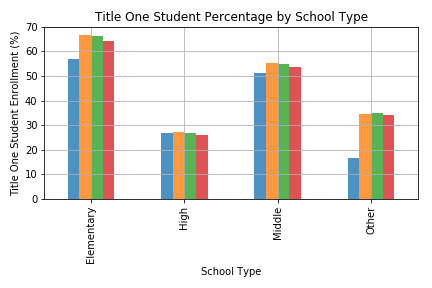 Title One Student Percentage by School Type
Title One Student Enrollment (%)
70
60
50
40
30
20
10
0
Elementary
High
Middle
Other
School Type